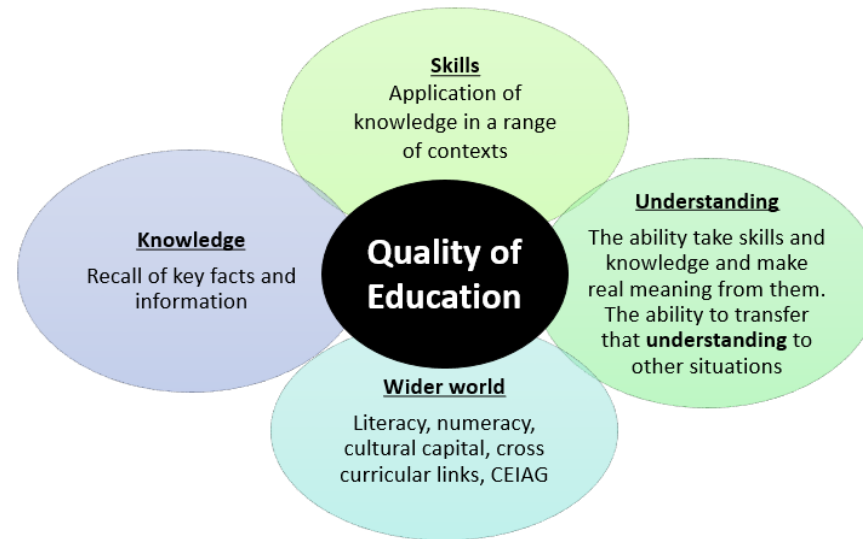 Skills
Application of
knowledge in a range
of contexts
Knowledge
Recall of key facts and
information
Quality of
Education
Understanding
The ability take skills and
knowledge and make
real meaning from them.
The ability to transfer
that understanding to
other situations
Wider world
Literacy, numeracy,
cultural capital, cross
curricular links, CEIAG